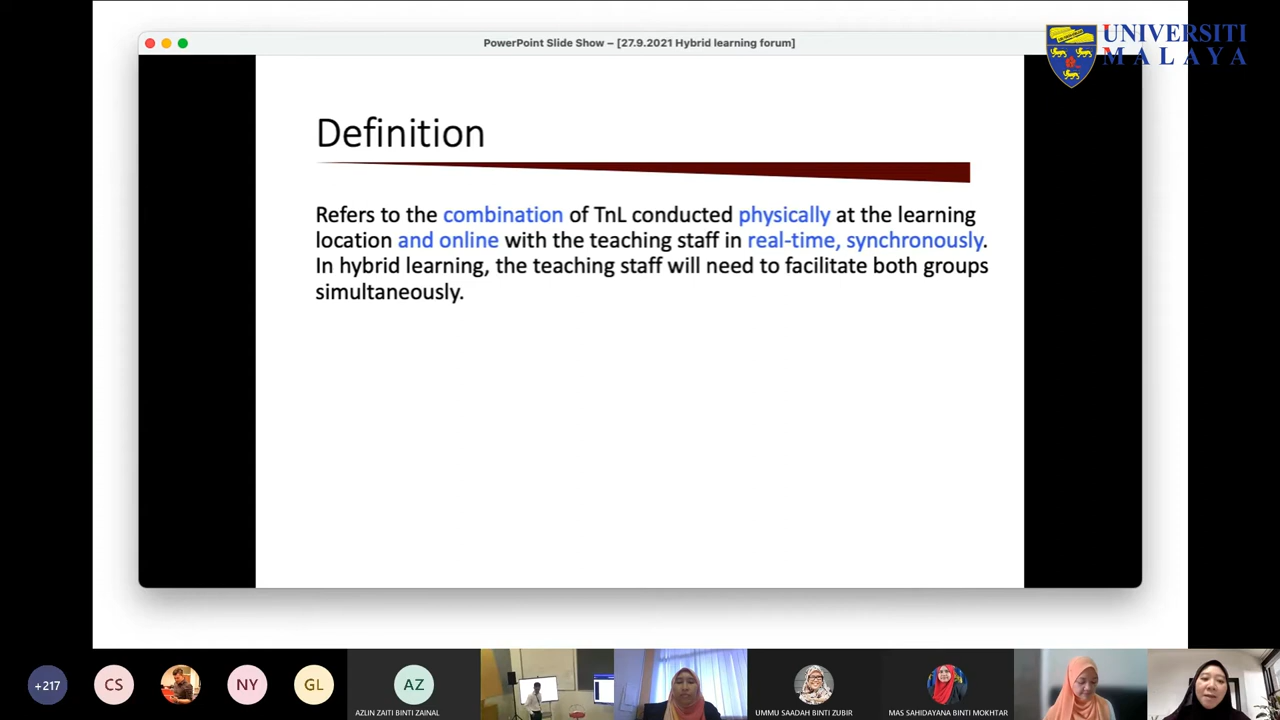 PowerPoint Slide Show – [27.9.2021 Hybrid learning forum]
UNIVERSITI
MALAYA
Definition
Refers to the combination of TnL conducted physically at the learning
location and online with the teaching staff in real-time, synchronously.
In hybrid learning, the teaching staff will need to facilitate both groups
simultaneously.
+217
CS
NY
GL
AZ
AZLIN ZAITI BINTI ZAINAL
UMMU SAADAH BINTI ZUBIR
MAS SAHIDAYANA BINTI MOKHTAR